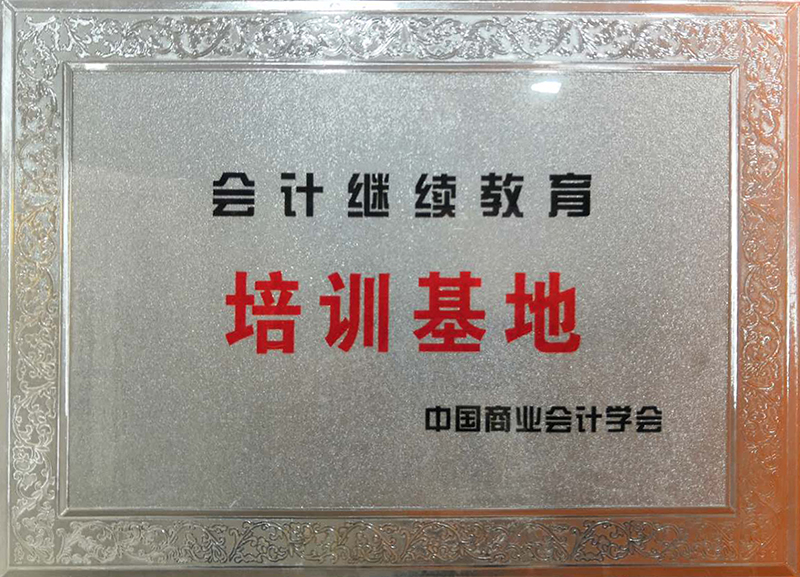 会计继续教育
培训基地
中国商业会计学会